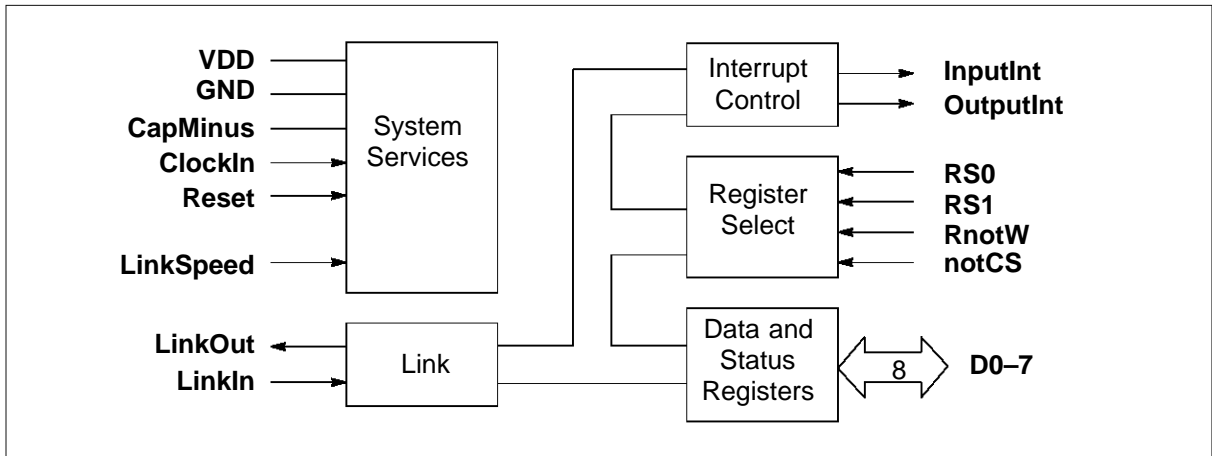 VDD
GND
CapMinus
ClockIn
Reset
LinkSpeed
System
Services
LinkOut
LinkIn
Link
Interrupt
Control
InputInt
OutputInt
Register
Select
RS0
RS1
RnotW
notCS
Data and
Status
Registers
8
D0–7